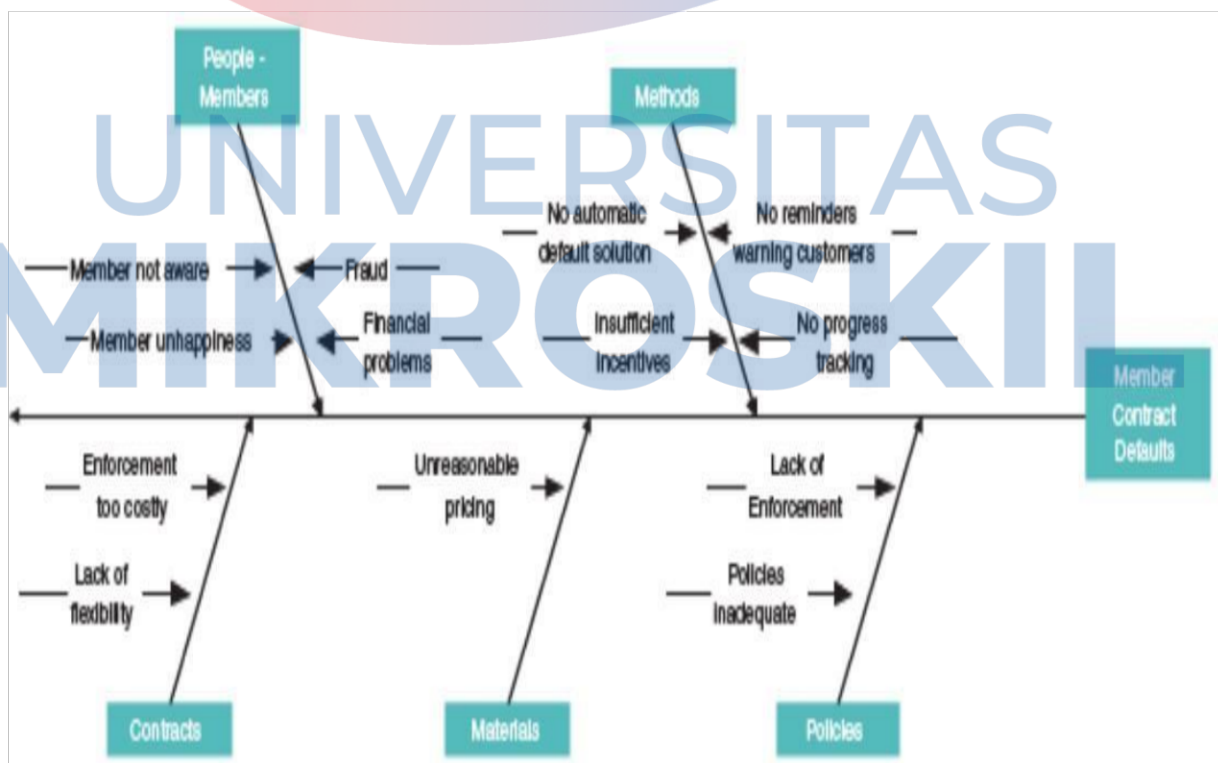 People -
Members
Methods
UNIVERSITAS
MIKROSKIL
No automatic
default solution
No reminders
warning customers
Member not aware
Fraud
Member unhappiness
Financial
problems
Insufficient
incentives
No progress
tracking
Member
Contract
Defaults
Enforcement
too costly
Unreasonable
pricing
Lack of
Enforcement
Lack of
flexibility
Policies
inadequate
Contracts
Materials
Policies